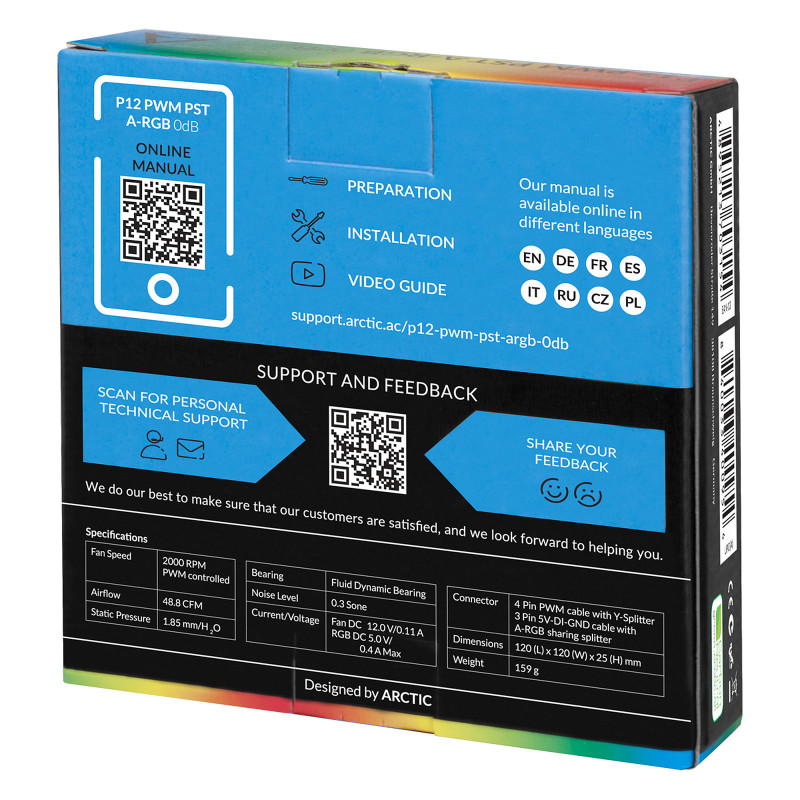 P12 PWM PST
A-RGB 0dB
ONLINE
MANUAL
PREPARATION
INSTALLATION
VIDEO GUIDE
support.arctic.ac/p12-pwm-pst-argb-0db
Our manual is
available online in
different languages
EN DE FR ES
IT RU CZ PL
SUPPORT AND FEEDBACK
SCAN FOR PERSONAL
TECHNICAL SUPPORT
SHARE YOUR
FEEDBACK
We do our best to make sure that our customers are satisfied, and we look forward to helping you.
Specifications
Fan Speed 2000 RPM
PWM controlled
Airflow 48.8 CFM
Static Pressure 1.85 mm/H2O
Bearing Fluid Dynamic Bearing
Noise Level 0.3 Sone
Current/Voltage Fan DC 12.0 V/0.11 A
RGB DC 5.0 V/
0.4 A Max
Connector 4 Pin PWM cable with Y-Splitter
3 Pin 5V-DI-GND cable with
A-RGB sharing splitter
Dimensions 120 (L) x 120 (W) x 25 (H) mm
Weight 159 g
Designed by ARCTIC
ARCTIC GmbH